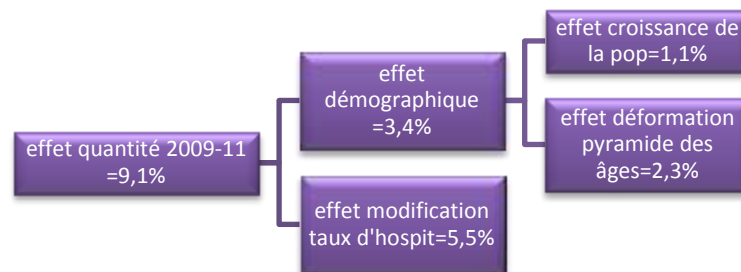 effet quantité 2009-11
=9,1%
effet
démographique
=3,4%
effet modification
taux d'hospit=5,5%
effet croissance de
la pop=1,1%
effet déformation
pyramide des
âges=2,3%